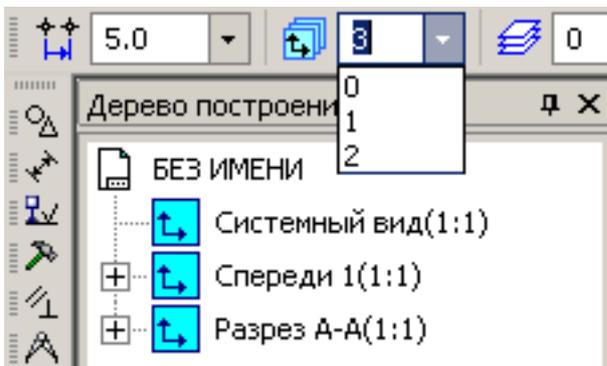 5.0 3 0
Дерево построени
0
1
2
БЕЗ ИМЕНИ
Системный вид(1:1)
Спереди 1(1:1)
Разрез А-А(1:1)